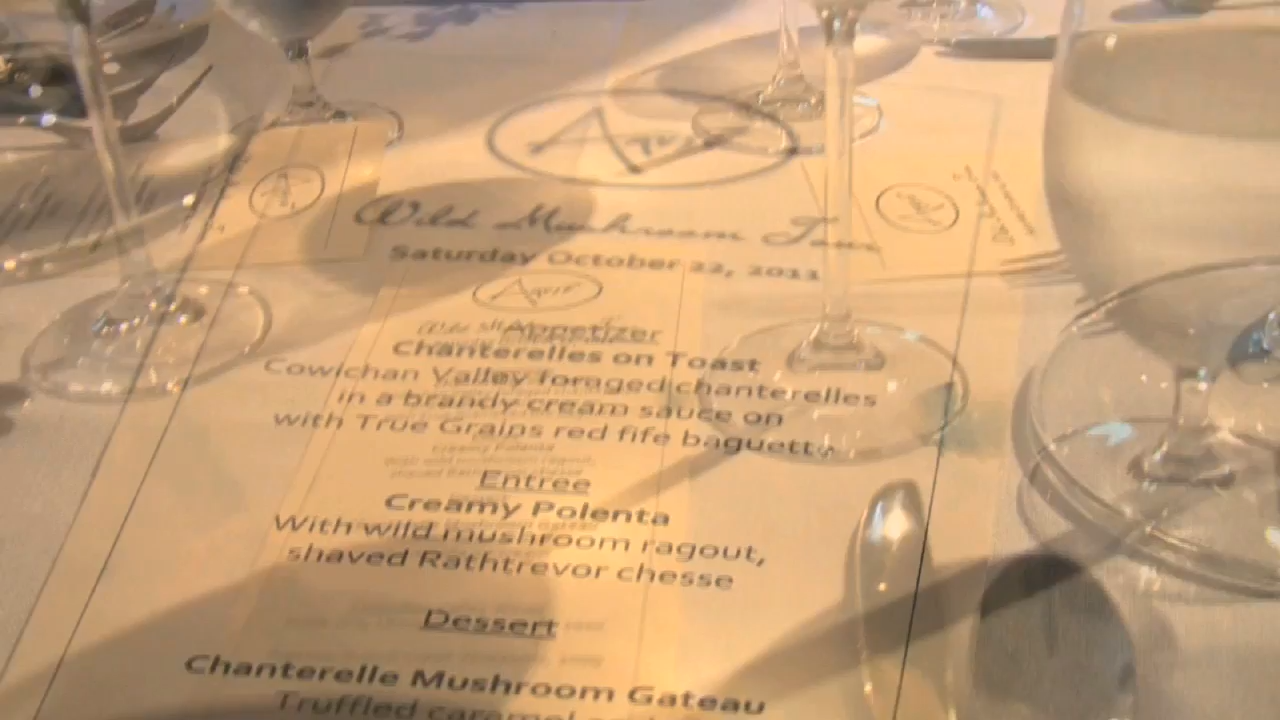 Wild Mushroom Tour
Saturday October 22, 2011
Appetizer
Chanterelles on Toast
Cowichan Valley foraged chanterelles
in a brandy cream sauce on
with True Grains red fife baguette
Entree
Creamy Polenta
With wild mushroom ragout,
shaved Rathtrevor chesse
Dessert
Chanterelle Mushroom Gateau
Truffled caramel